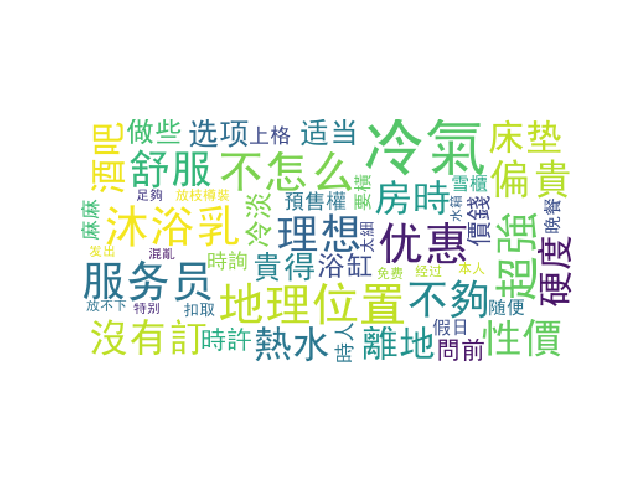 冷氣
酒吧
做些
选项
上格
适当
床垫
舒服
不怎么
偏貴
足夠
放枝樽裝
房時
雪櫃
要橫
麻麻
沐浴乳
冷淡
預售權
理想
太細
优惠
水箱
價錢
晚餐
超強
硬度
发出
混亂
時詢
貴得
浴缸
服务员
免费
经过
本人
地理位置
不夠
放不下
特别
扣取
隨便
沒有訂
時許
熱水
時人
離地
假日
問前
性價